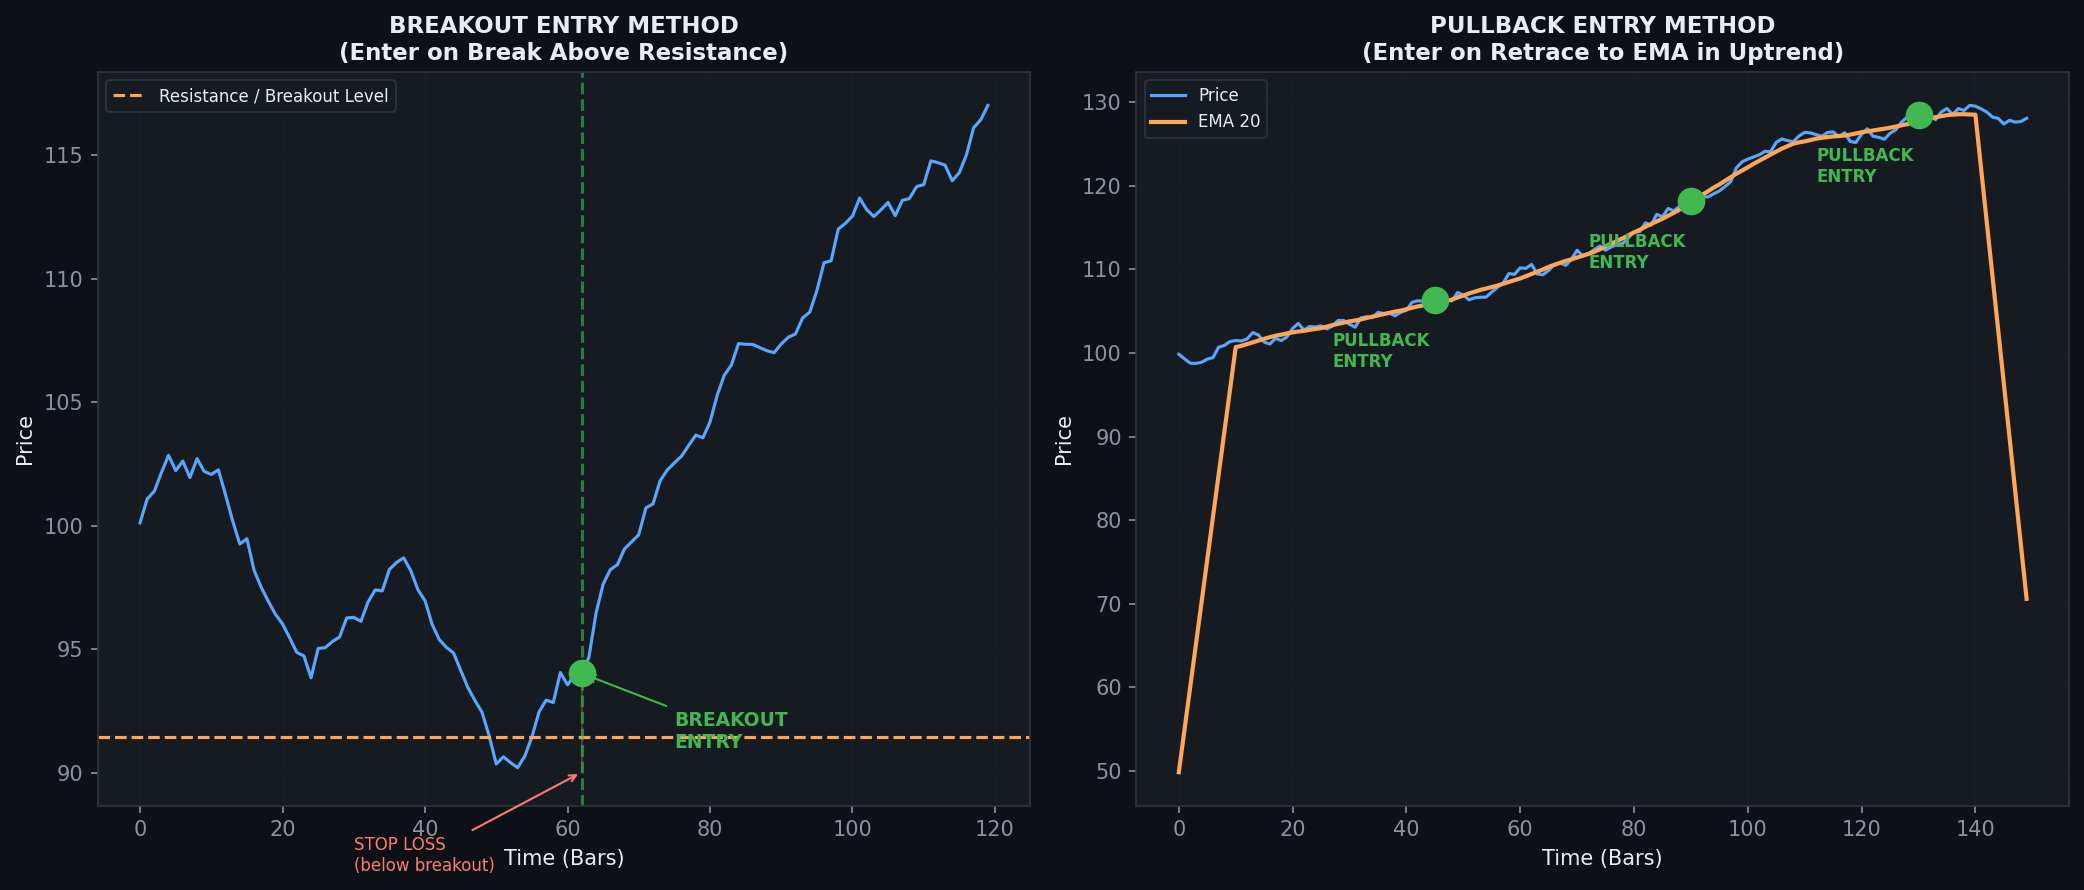 BREAKOUT ENTRY METHOD
(Enter on Break Above Resistance)
Resistance / Breakout Level
Price
115
110
105
100
95
90
BREAKOUT
ENTRY
0 20 40 60 80 100 120
STOP LOSS
(below breakout)
Time (Bars)
PULLBACK ENTRY METHOD
(Enter on Retrace to EMA in Uptrend)
Price
EMA 20
Price
130
120
110
100
90
80
70
60
50
PULLBACK
ENTRY
PULLBACK
ENTRY
PULLBACK
ENTRY
0 20 40 60 80 100 120 140
Time (Bars)